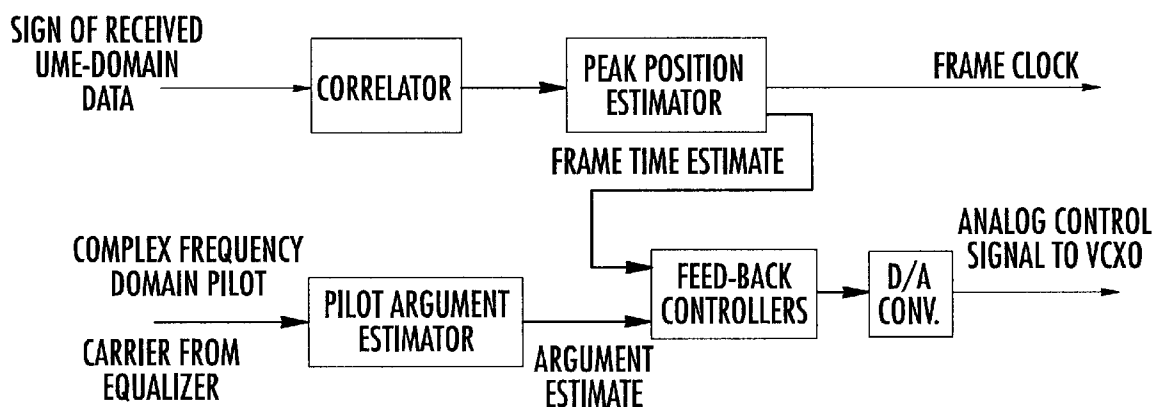 SIGN OF RECEIVED
UME-DOMAIN
DATA
CORRELATOR
PEAK POSITION
ESTIMATOR
FRAME CLOCK
FRAME TIME ESTIMATE
COMPLEX FREQUENCY
DOMAIN PILOT
CARRIER FROM
EQUALIZER
PILOT ARGUMENT
ESTIMATOR
ARGUMENT
ESTIMATE
FEED-BACK
CONTROLLERS
D/A
CONV.
ANALOG CONTROL
SIGNAL TO VCXO